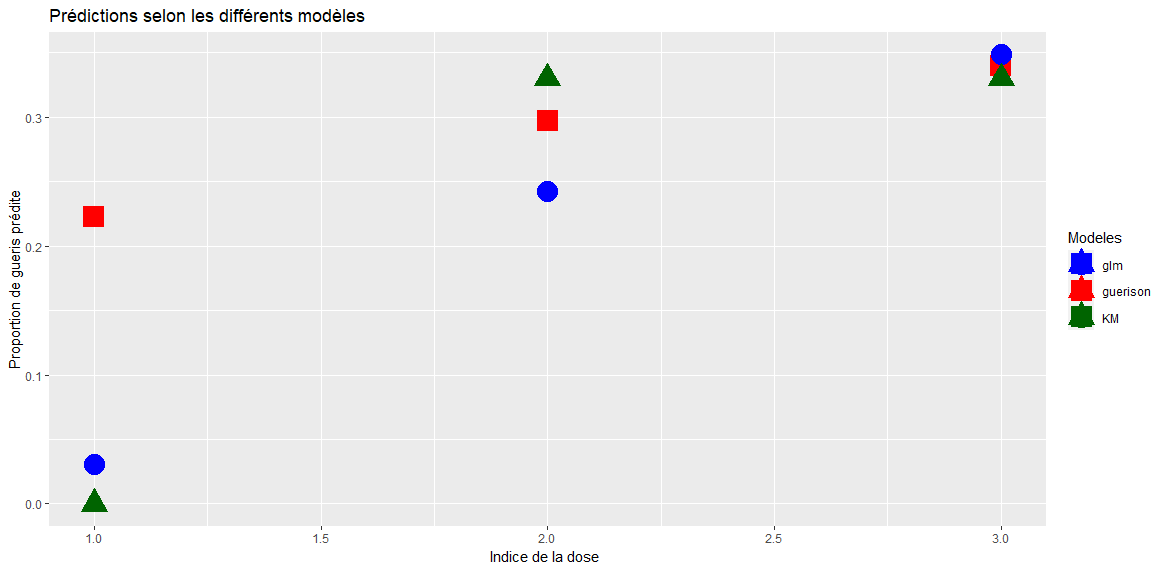 Prédictions selon les différents modèles
Proportion de gueris prédite
0.3
0.2
0.1
0.0
1.0
1.5
2.0
2.5
3.0
Indice de la dose
Modeles
glm
guerison
KM